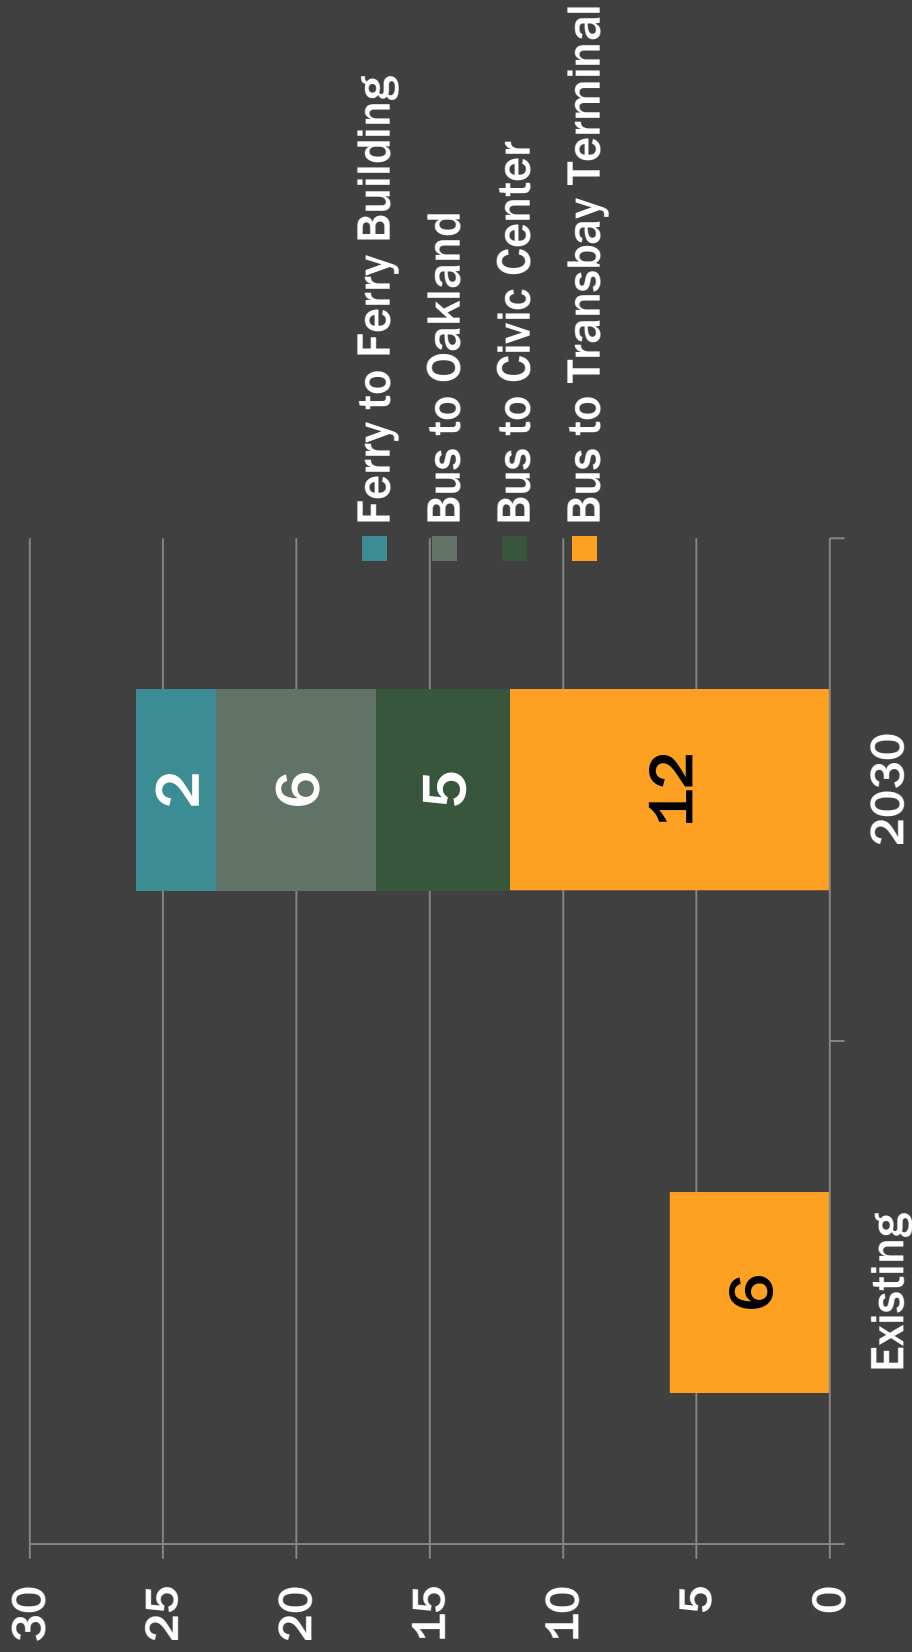 30
25
20
15
10
5
0
2
6
5
12
6
Existing
2030
Ferry to Ferry Building
Bus to Oakland
Bus to Civic Center
Bus to Transbay Terminal